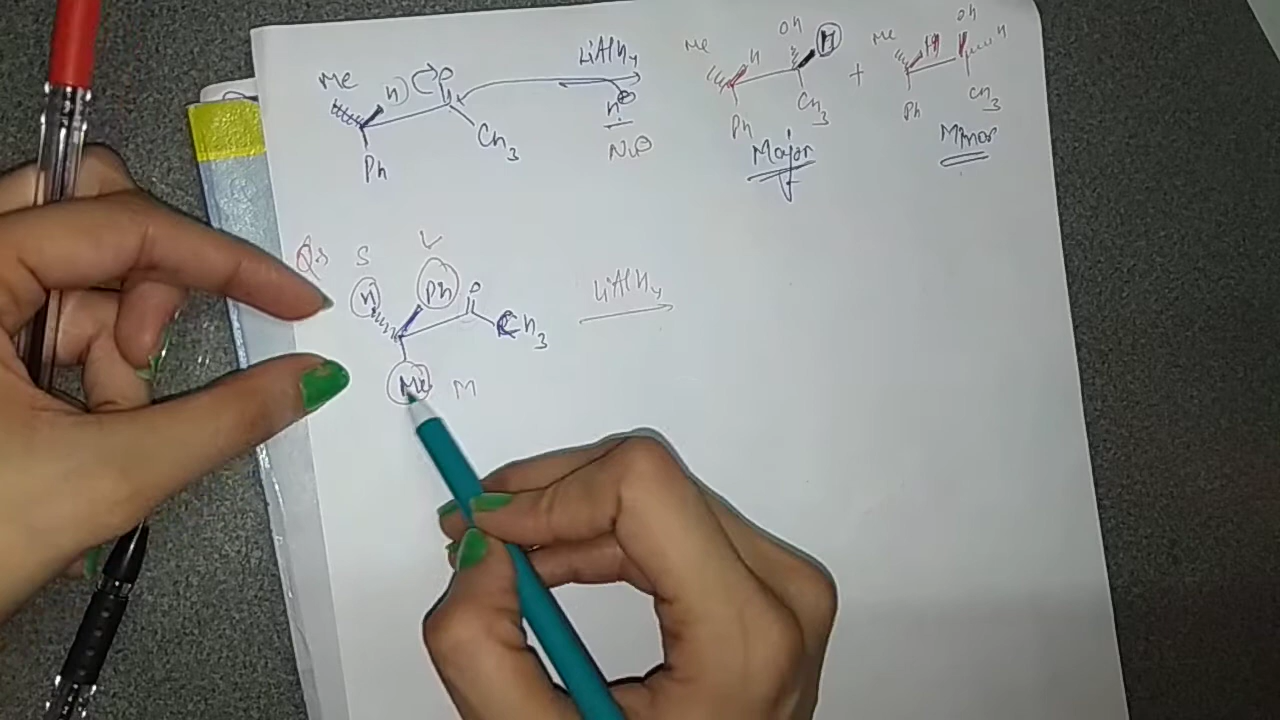 LiAlH4
Me H O CH3 Ph
H⊖
Nu⊖
Me H OH H CH3 Ph
Major
+
Me H OH H CH3 Ph
Minor
Qs S L
H Ph O CH3
Me M
LiAlH4